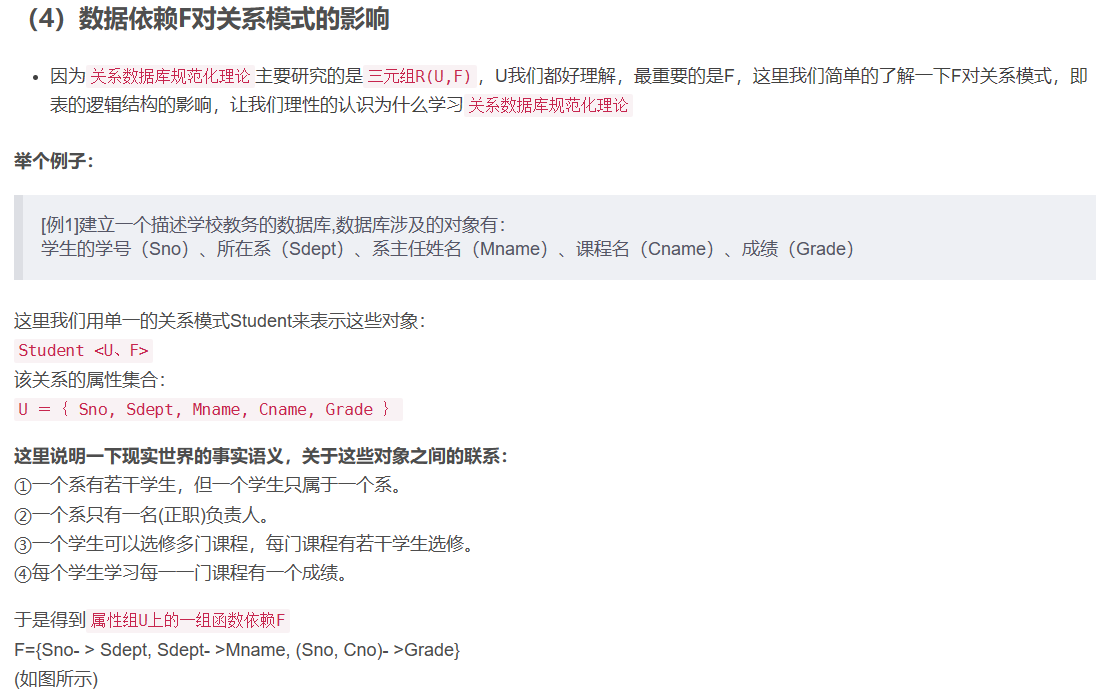 （4）数据依赖F对关系模式的影响
• 因为 关系数据库规范化理论 主要研究的是 三元组R(U,F) ，U我们都好理解，最重要的是F，这里我们简单的了解一下F对关系模式，即
表的逻辑结构的影响，让我们理性的认识为什么学习 关系数据库规范化理论
举个例子：
[例1]建立一个描述学校教务的数据库,数据库涉及的对象有：
学生的学号（Sno）、所在系（Sdept）、系主任姓名（Mname）、课程名（Cname）、成绩（Grade）
这里我们用单一的关系模式Student来表示这些对象：
Student <U、F>
该关系的属性集合：
U ＝｛ Sno, Sdept, Mname, Cname, Grade ｝
这里说明一下现实世界的事实语义，关于这些对象之间的联系：
①一个系有若干学生，但一个学生只属于一个系。
②一个系只有一名(正职)负责人。
③一个学生可以选修多门课程，每门课程有若干学生选修。
④每个学生学习每一一门课程有一个成绩。
于是得到 属性组U上的一组函数依赖F
F={Sno- > Sdept, Sdept- >Mname, (Sno, Cno)- >Grade}
(如图所示)